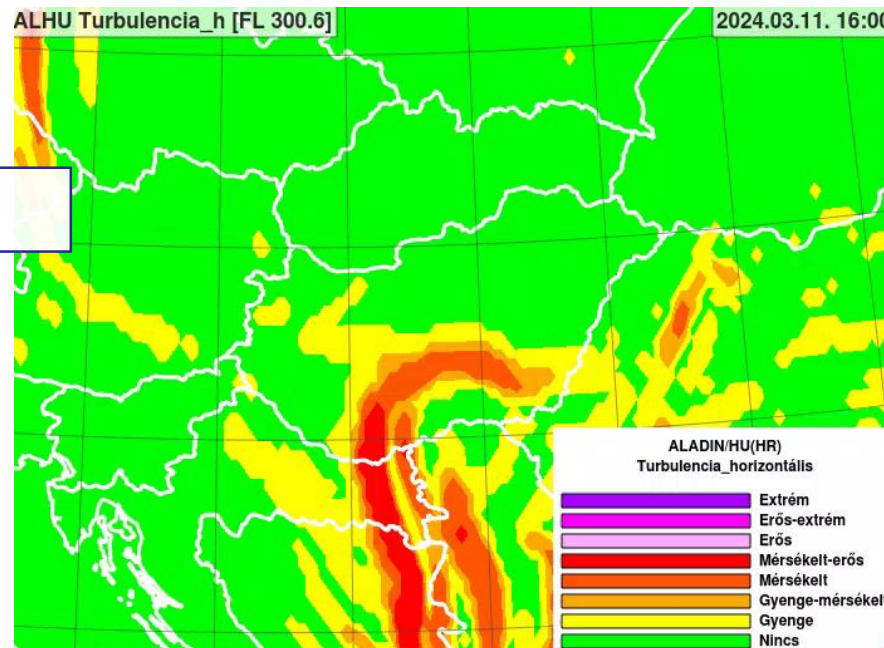 ALHU Turbulencia_h [FL 300.6]
2024.03.11. 16:00
ALADIN/HU(HR)
Turbulencia_horizontális
Extrém
Erős-extrém
Erős
Mérsékelt-erős
Mérsékelt
Gyenge-mérsékelt
Gyenge
Nincs